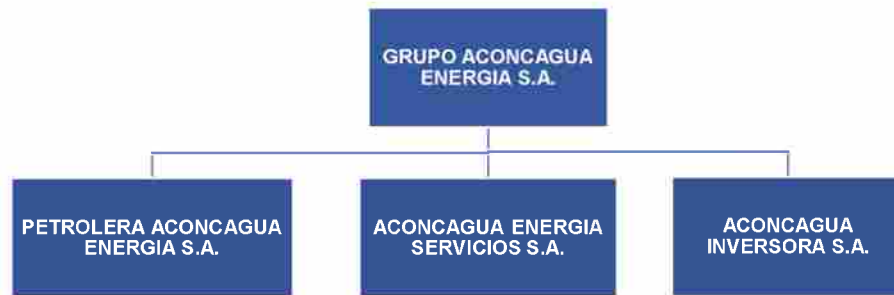 GRUPO ACONCAGUA
ENERGIA S.A.
PETROLERA ACONCAGUA
ENERGIA S.A.
ACONCAGUA ENERGIA
SERVICIOS S.A.
ACONCAGUA
INVERSORA S.A.